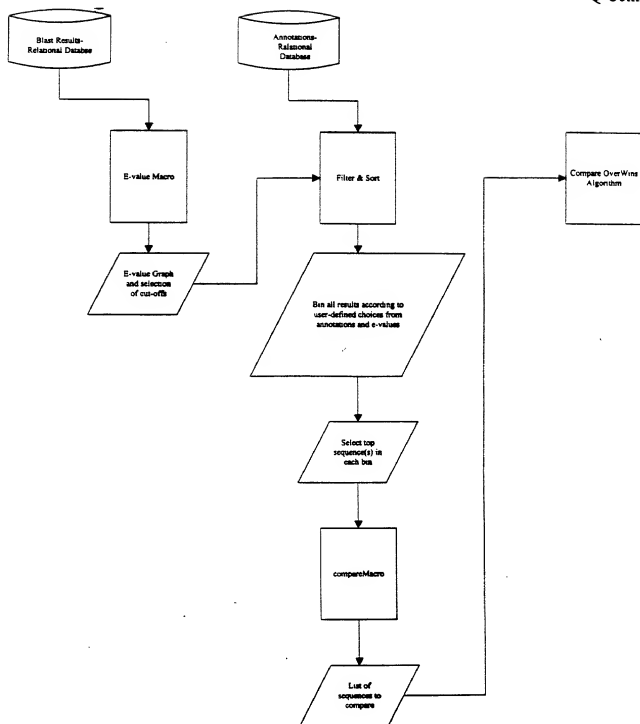 Blast Results-
Relational Databse
Annotations-
Ralational
Database
E-value Macro
Filter & Sort
Compare OverWins
Algorithm
E-value Graph
and selection
of cut-offs
Bin all results according to
user-defined choices from
annotations and e-values
Select top
sequence(s) in
each bin
compareMacro
List of
sequences to
compare